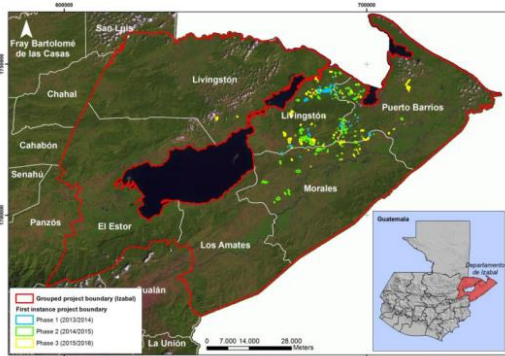 600000
700000
San Luis
Fray Bartolomé
de las Casas
1750000
Livingstón
Chahal
Livingstón
Puerto Barrios
Cahabón
Senahú
Morales
Panzós
El Estor
Los Amates
Gualán
La Unión
Guatemala
Departamento
de Izabal
Grouped project boundary (Izabal)
First instance project boundary
Phase 1 (2013/2014)
Phase 2 (2014/2015)
Phase 3 (2015/2016)
0 7.000 14.000 28.000
Meters